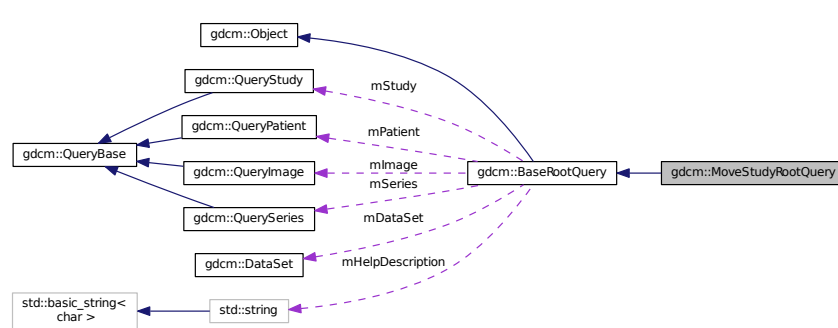 gdcm::Object
gdcm::QueryStudy
mStudy
gdcm::QueryPatient
mPatient
gdcm::QueryBase
gdcm::QueryImage
mImage
gdcm::BaseRootQuery
gdcm::MoveStudyRootQuery
mSeries
gdcm::QuerySeries
mDataSet
gdcm::DataSet
mHelpDescription
std::basic_string<
char >
std::string